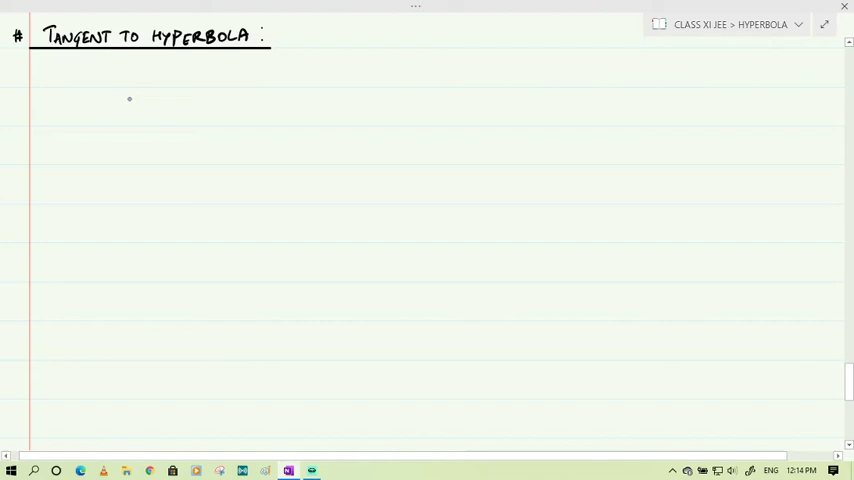 ...
CLASS XI JEE > HYPERBOLA
# TANGENT TO HYPERBOLA :
ENG 12:14 PM